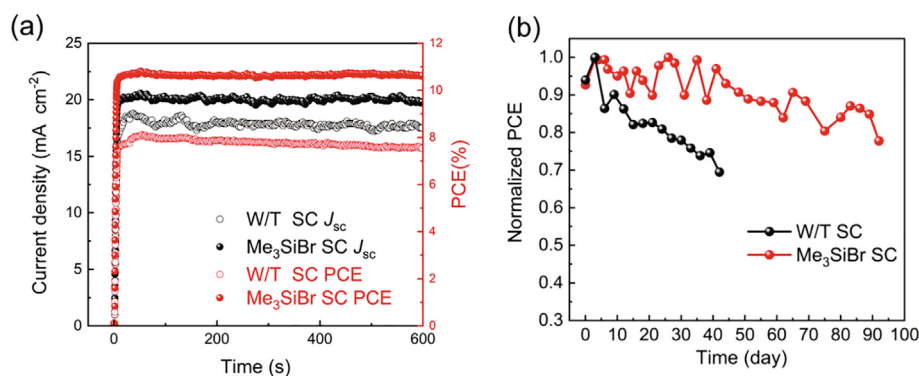 (a)
25
20
15
10
5
0
Current density (mA cm⁻²)
12
10
8
6
4
2
0
PCE(%)
W/T SC Jsc
Me₃SiBr SC Jsc
W/T SC PCE
Me₃SiBr SC PCE
0 200 400 600
Time (s)
(b)
1.0
0.9
0.8
0.7
0.6
0.5
0.4
0.3
Normalized PCE
W/T SC
Me₃SiBr SC
0 10 20 30 40 50 60 70 80 90 100
Time (day)